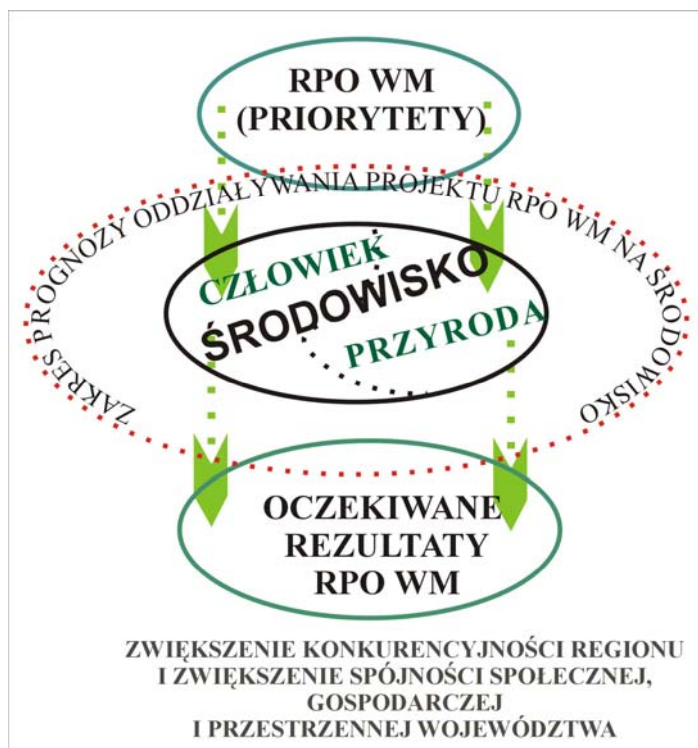 RPO WM
(PRIORYTETY)
ZAKRES PROGNOZY ODDZIAŁYWANIA PROJEKTU RPO WM NA ŚRODOWISKO
CZŁOWIEK
ŚRODOWISKO
PRZYRODA
OCZEKIWANE
REZULTATY
RPO WM
ZWIĘKSZENIE KONKURENCYJNOŚCI REGIONU
I ZWIĘKSZENIE SPÓJNOŚCI SPOŁECZNEJ,
GOSPODARCZEJ
I PRZESTRZENNEJ WOJEWÓDZTWA